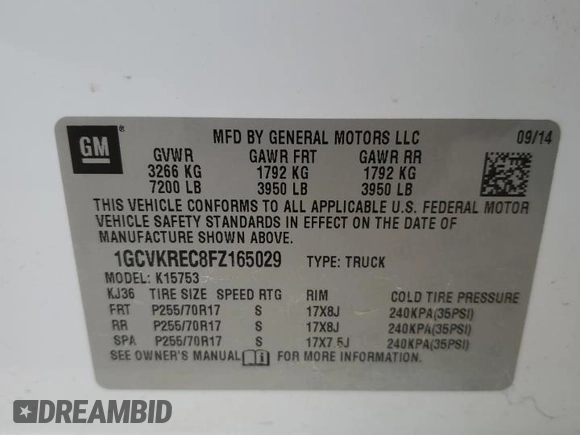 GM
MFD BY GENERAL MOTORS LLC
09/14
GVWR GAWR FRT GAWR RR
3266 KG 1792 KG 1792 KG
7200 LB 3950 LB 3950 LB
THIS VEHICLE CONFORMS TO ALL APPLICABLE U.S. FEDERAL MOTOR
VEHICLE SAFETY STANDARDS IN EFFECT ON THE DATE OF
MANUFACTURE SHOWN ABOVE.
1GCVKREC8FZ165029 TYPE: TRUCK
MODEL: K15753
KJ36 TIRE SIZE SPEED RTG RIM COLD TIRE PRESSURE
FRT P255/70R17 S 17X8J 240KPA(35PSI)
RR P255/70R17 S 17X8J 240KPA(35PSI)
SPA P255/70R17 S 17X7.5J 240KPA(35PSI)
SEE OWNER'S MANUAL FOR MORE INFORMATION.
DREAMBID